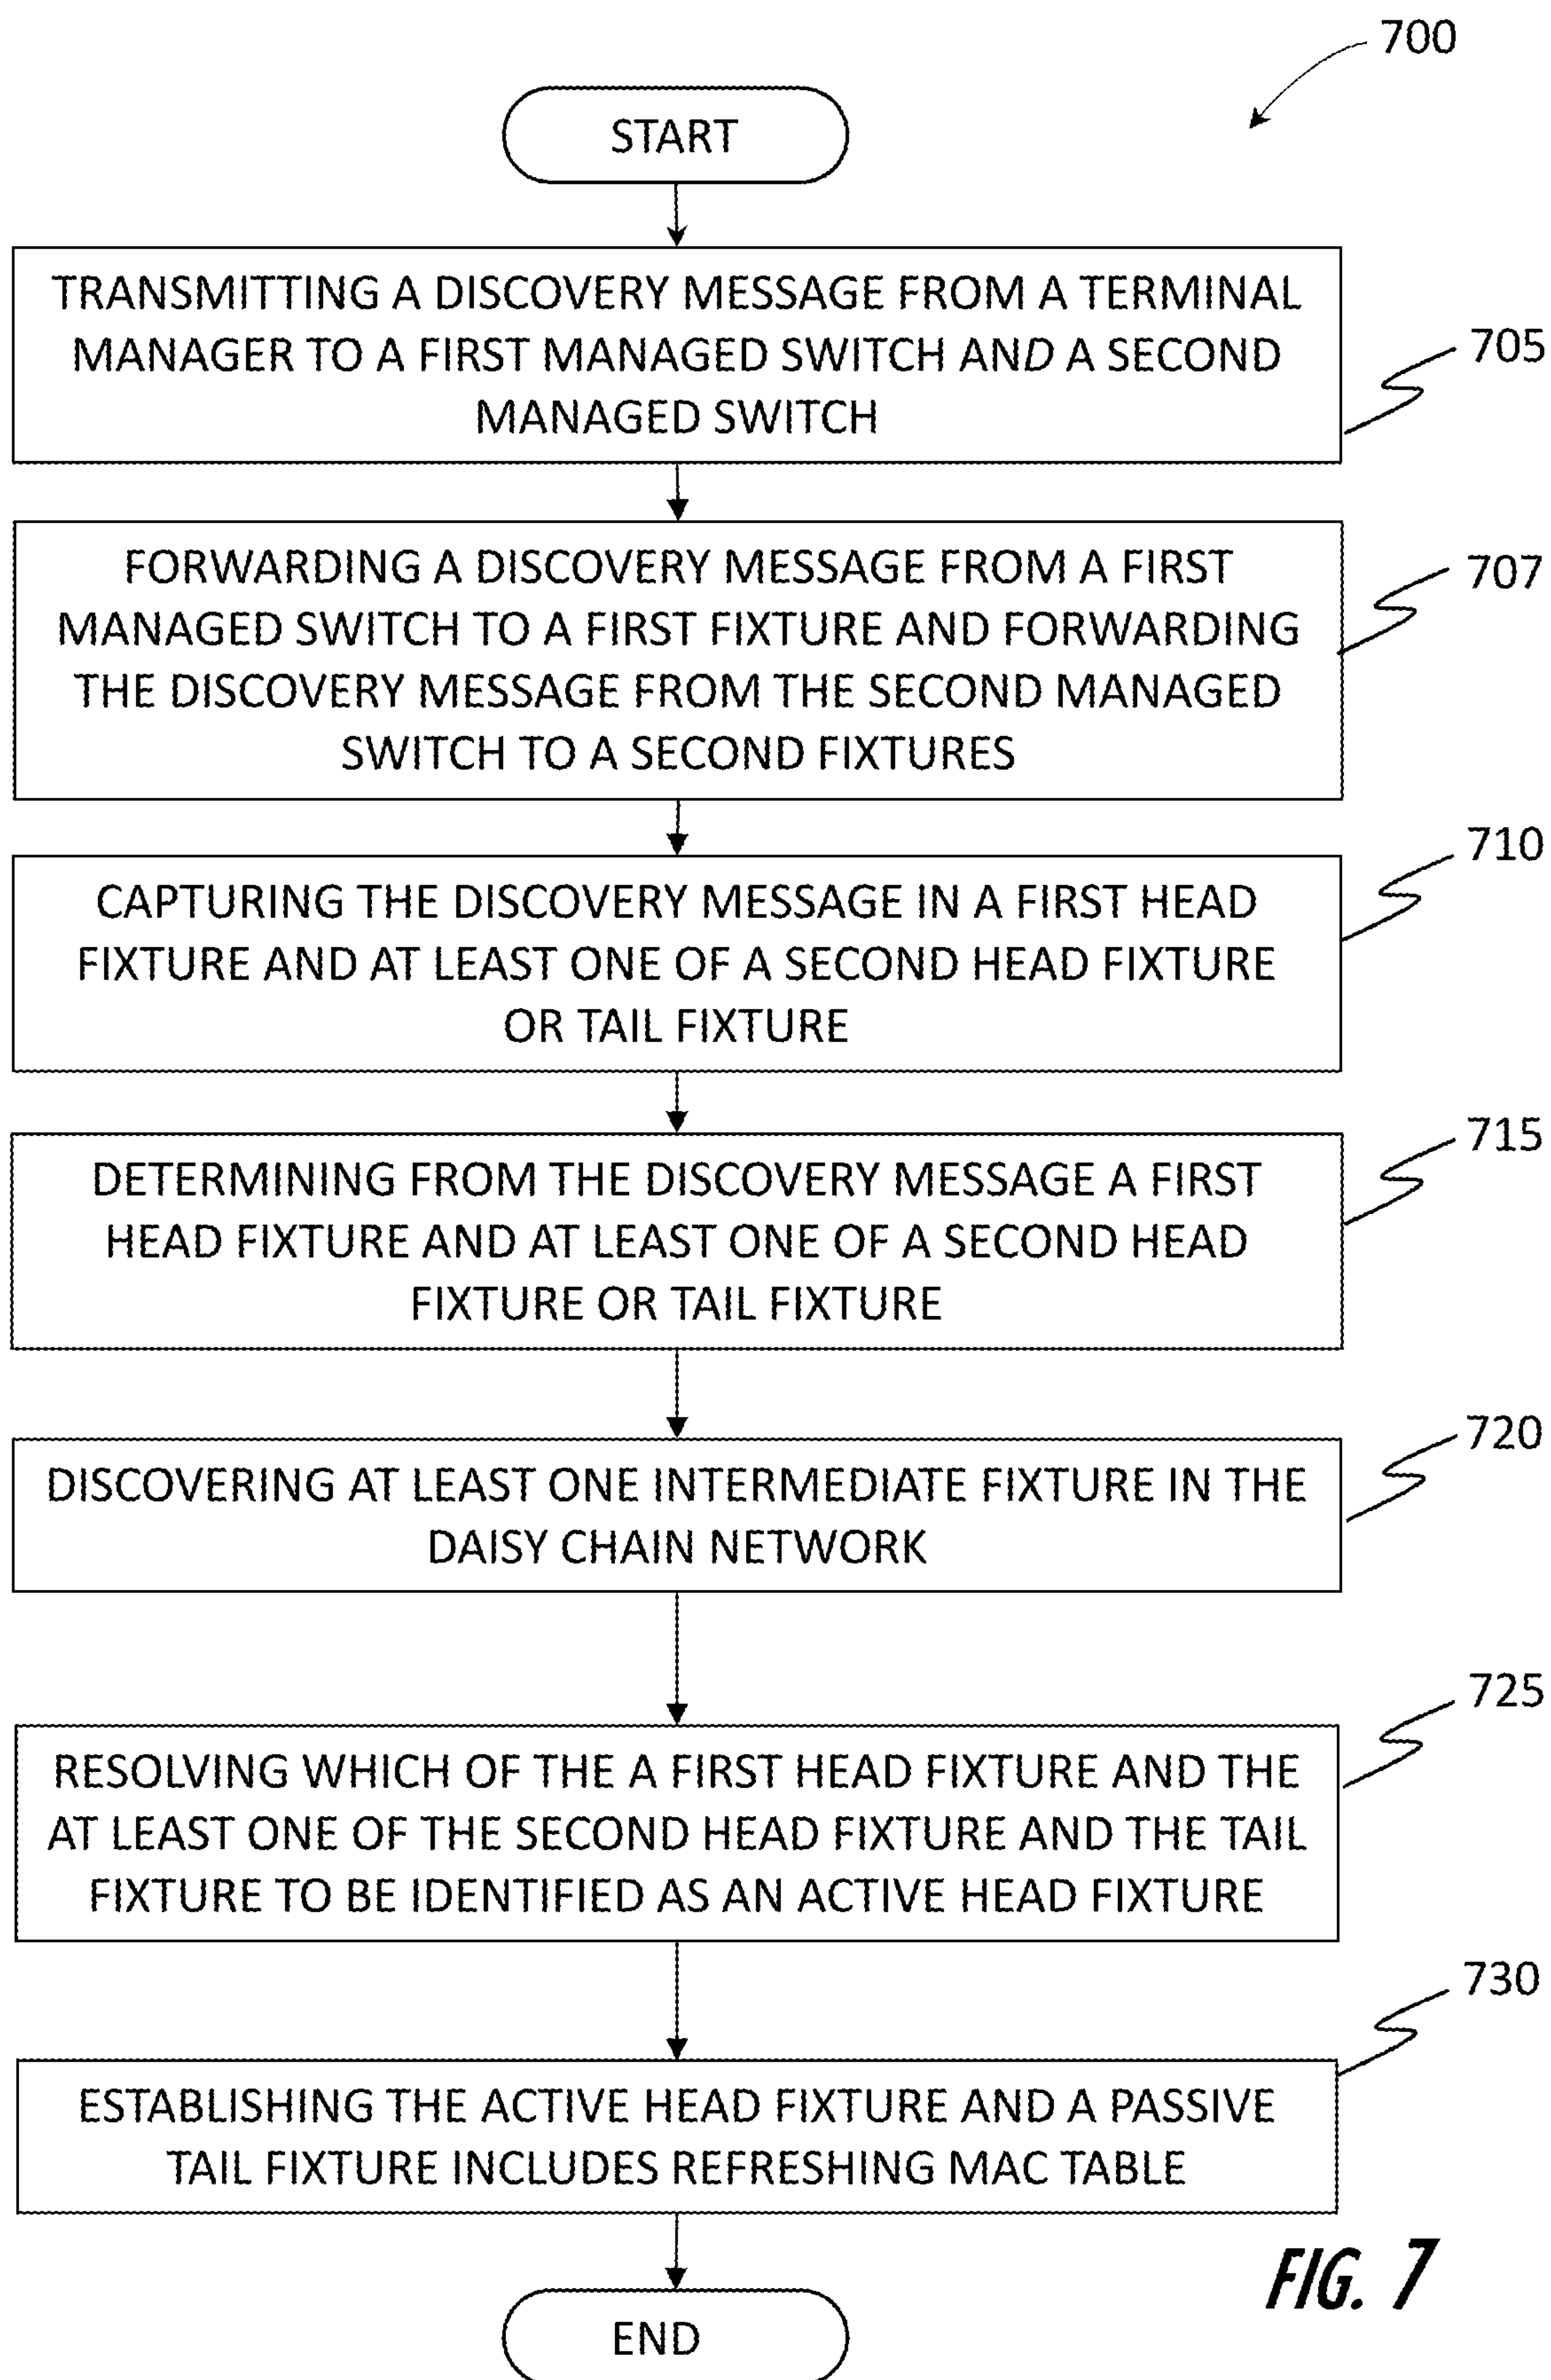 700
START
TRANSMITTING A DISCOVERY MESSAGE FROM A TERMINAL
MANAGER TO A FIRST MANAGED SWITCH AND A SECOND
MANAGED SWITCH
705
FORWARDING A DISCOVERY MESSAGE FROM A FIRST
MANAGED SWITCH TO A FIRST FIXTURE AND FORWARDING
THE DISCOVERY MESSAGE FROM THE SECOND MANAGED
SWITCH TO A SECOND FIXTURES
707
CAPTURING THE DISCOVERY MESSAGE IN A FIRST HEAD
FIXTURE AND AT LEAST ONE OF A SECOND HEAD FIXTURE
OR TAIL FIXTURE
710
DETERMINING FROM THE DISCOVERY MESSAGE A FIRST
HEAD FIXTURE AND AT LEAST ONE OF A SECOND HEAD
FIXTURE OR TAIL FIXTURE
715
DISCOVERING AT LEAST ONE INTERMEDIATE FIXTURE IN THE
DAISY CHAIN NETWORK
720
RESOLVING WHICH OF THE A FIRST HEAD FIXTURE AND THE
AT LEAST ONE OF THE SECOND HEAD FIXTURE AND THE TAIL
FIXTURE TO BE IDENTIFIED AS AN ACTIVE HEAD FIXTURE
725
ESTABLISHING THE ACTIVE HEAD FIXTURE AND A PASSIVE
TAIL FIXTURE INCLUDES REFRESHING MAC TABLE
730
END
FIG. 7